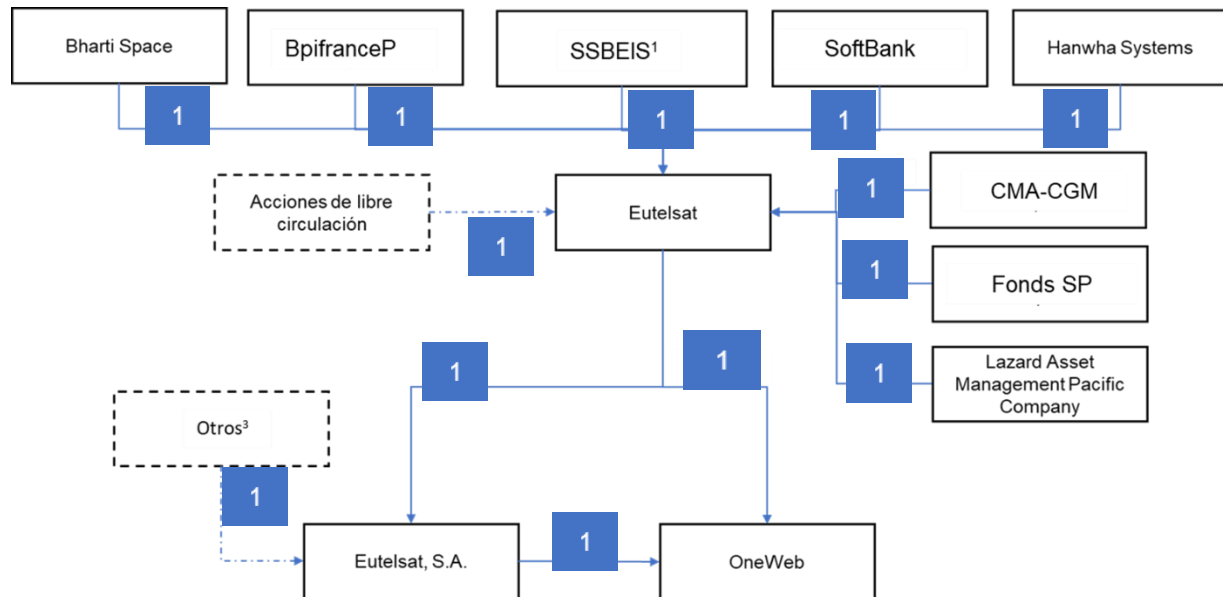 Bharti Space
BpifranceP
SSBEIS¹
SoftBank
Hanwha Systems
1
1
1
1
1
Acciones de libre
circulación
1
Eutelsat
1
CMA-CGM
1
Fonds SP
1
Lazard Asset
Management Pacific
Company
1
1
Otros³
1
Eutelsat, S.A.
1
OneWeb